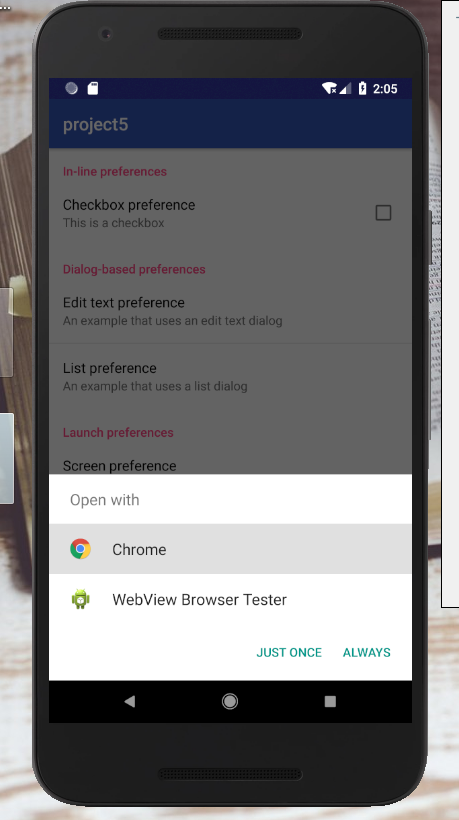 2:05
project5
In-line preferences
Checkbox preference
This is a checkbox
Dialog-based preferences
Edit text preference
An example that uses an edit text dialog
List preference
An example that uses a list dialog
Launch preferences
Screen preference
Open with
Chrome
WebView Browser Tester
JUST ONCE ALWAYS